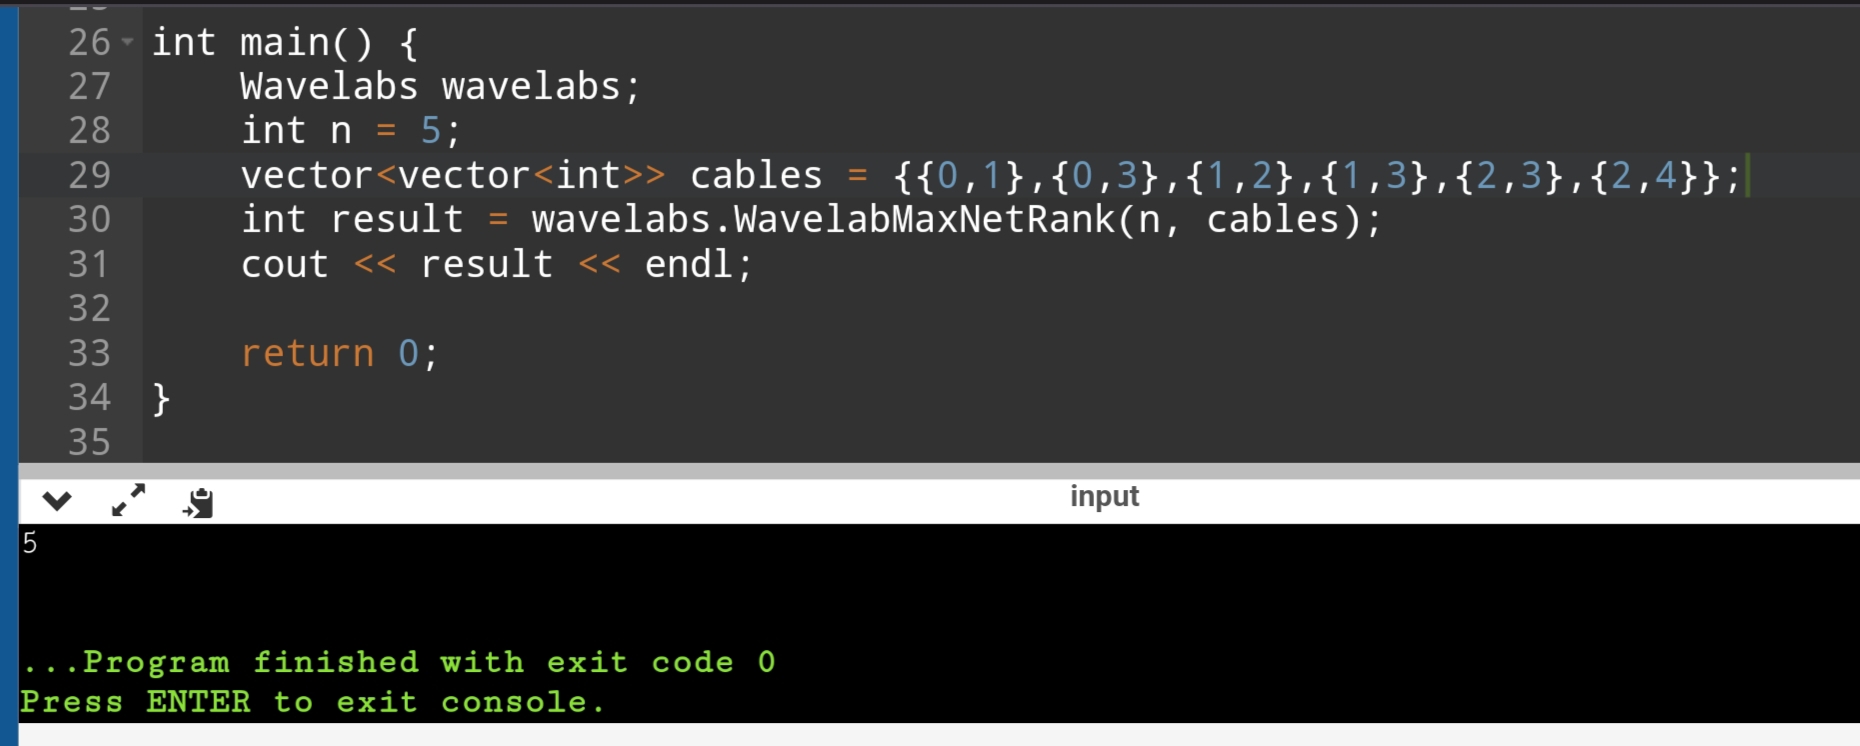 26 int main() {
27 Wavelabs wavelabs;
28 int n = 5;
29 vector<vector<int>> cables = {{0,1},{0,3},{1,2},{1,3},{2,3},{2,4}};
30 int result = wavelabs.WavelabMaxNetRank(n, cables);
31 cout << result << endl;
32
33 return 0;
34 }
35
input
5
...Program finished with exit code 0
Press ENTER to exit console.